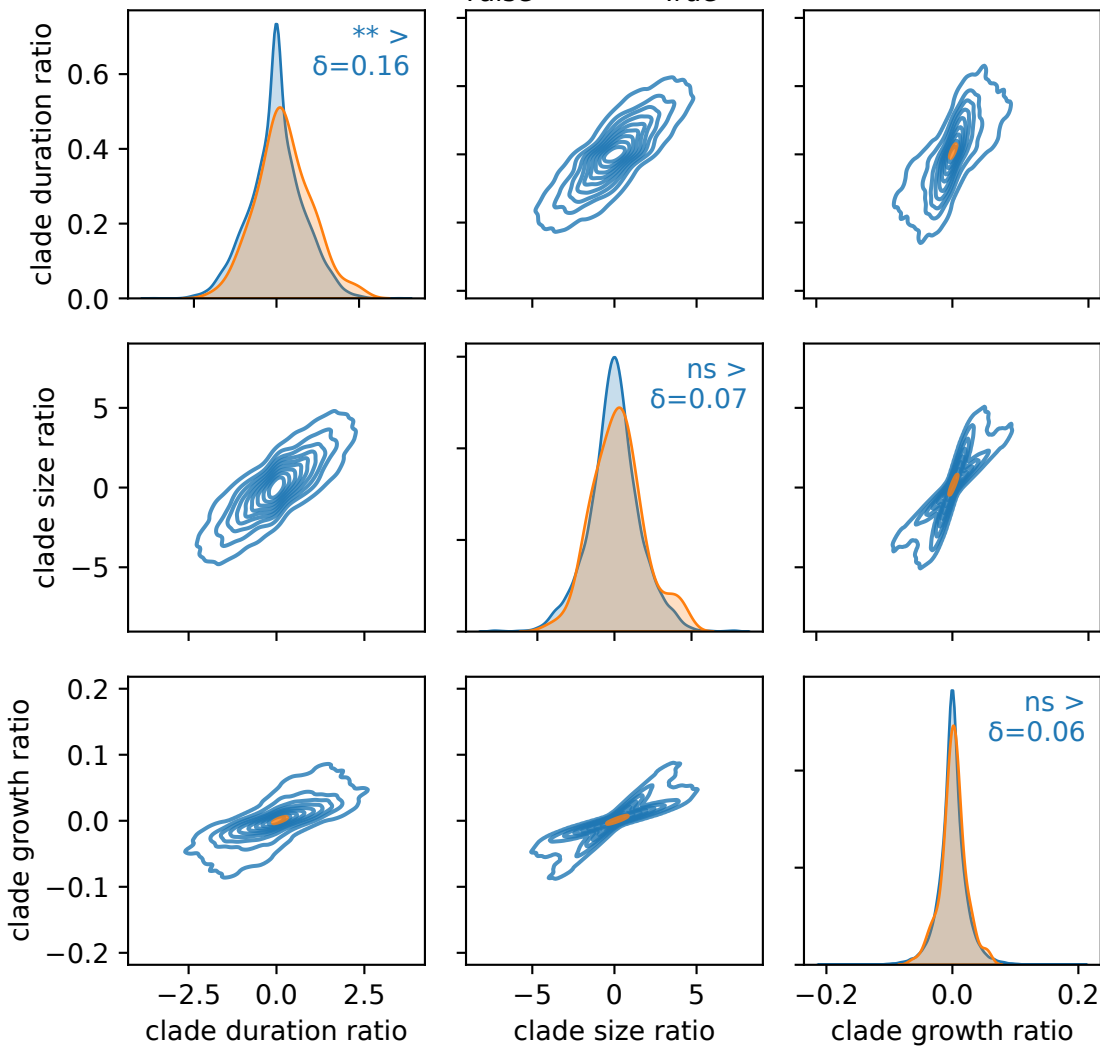 clade duration ratio
0.6
0.4
0.2
0.0
** >
δ=0.16
clade size ratio
5
0
−5
ns >
δ=0.07
clade growth ratio
0.2
0.1
0.0
−0.1
−0.2
ns >
δ=0.06
−2.5 0.0 2.5
clade duration ratio
−5 0 5
clade size ratio
−0.2 0.0 0.2
clade growth ratio